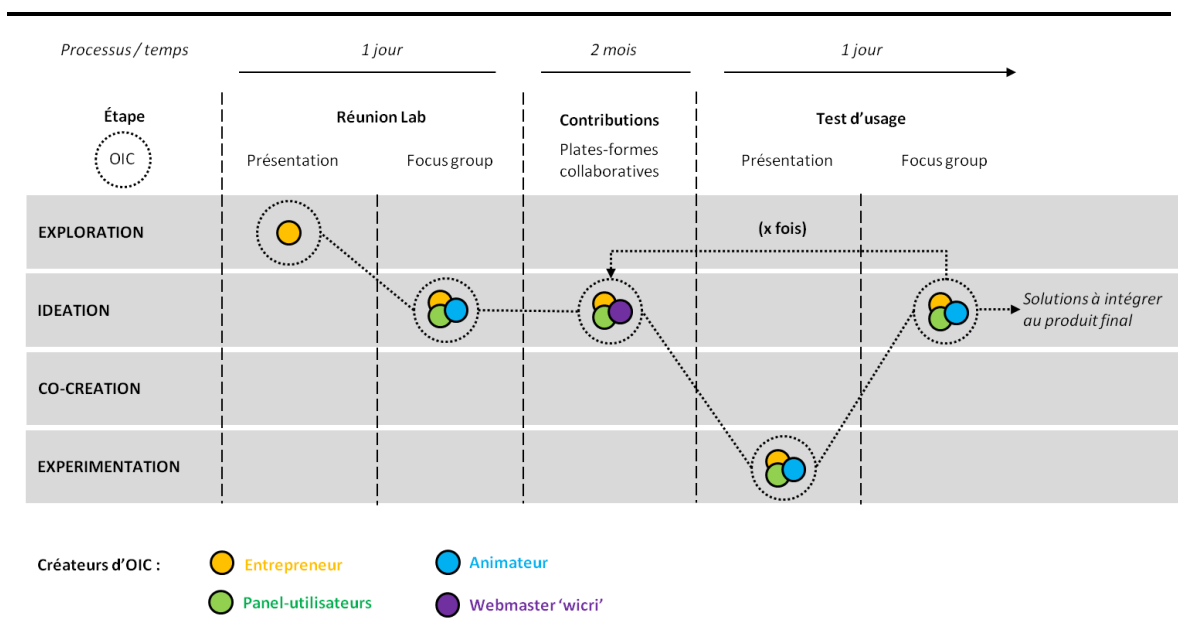 Processus / temps
1 jour
2 mois
1 jour
Étape
OIC
Réunion Lab
Présentation
Focus group
Contributions
Plates-formes
collaboratives
Test d’usage
Présentation
Focus group
EXPLORATION
(x fois)
IDEATION
Solutions à intégrer
au produit final
CO-CREATION
EXPERIMENTATION
Créateurs d’OIC :
Entrepreneur
Animateur
Panel-utilisateurs
Webmaster ‘wicri’